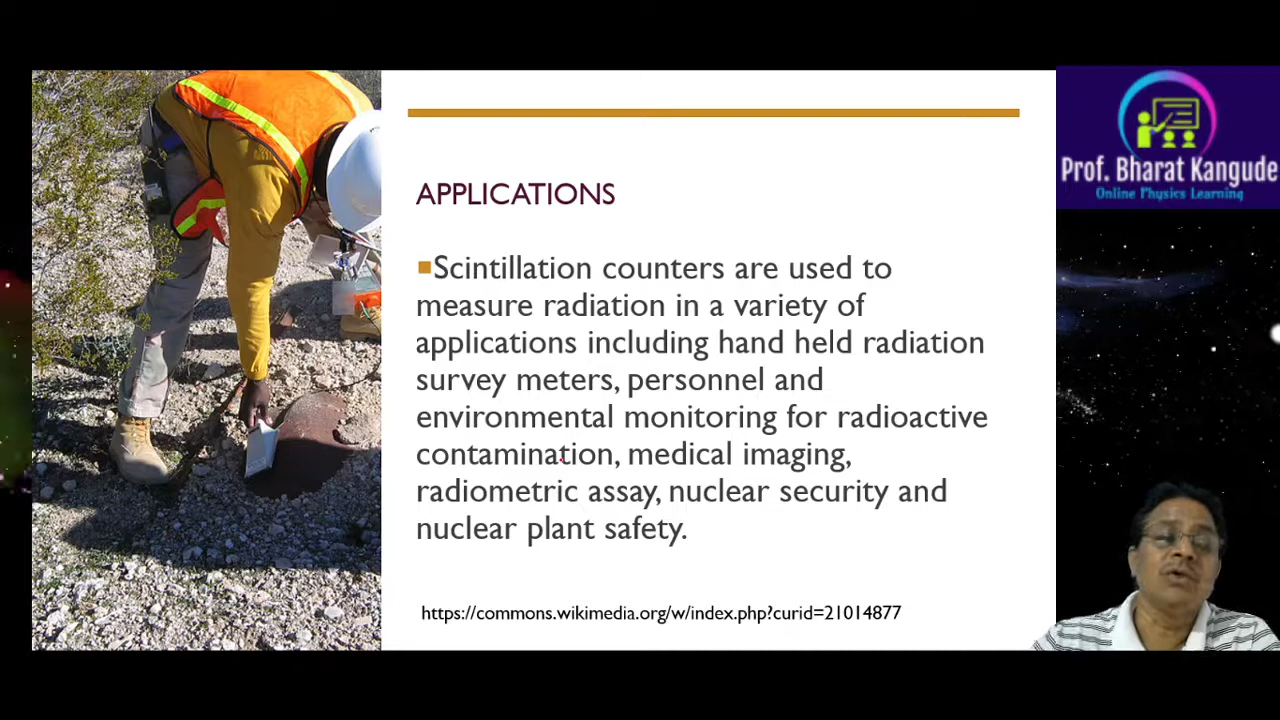 APPLICATIONS
Scintillation counters are used to
measure radiation in a variety of
applications including hand held radiation
survey meters, personnel and
environmental monitoring for radioactive
contamination, medical imaging,
radiometric assay, nuclear security and
nuclear plant safety.
https://commons.wikimedia.org/w/index.php?curid=21014877
Prof. Bharat Kangude
Online Physics Learning